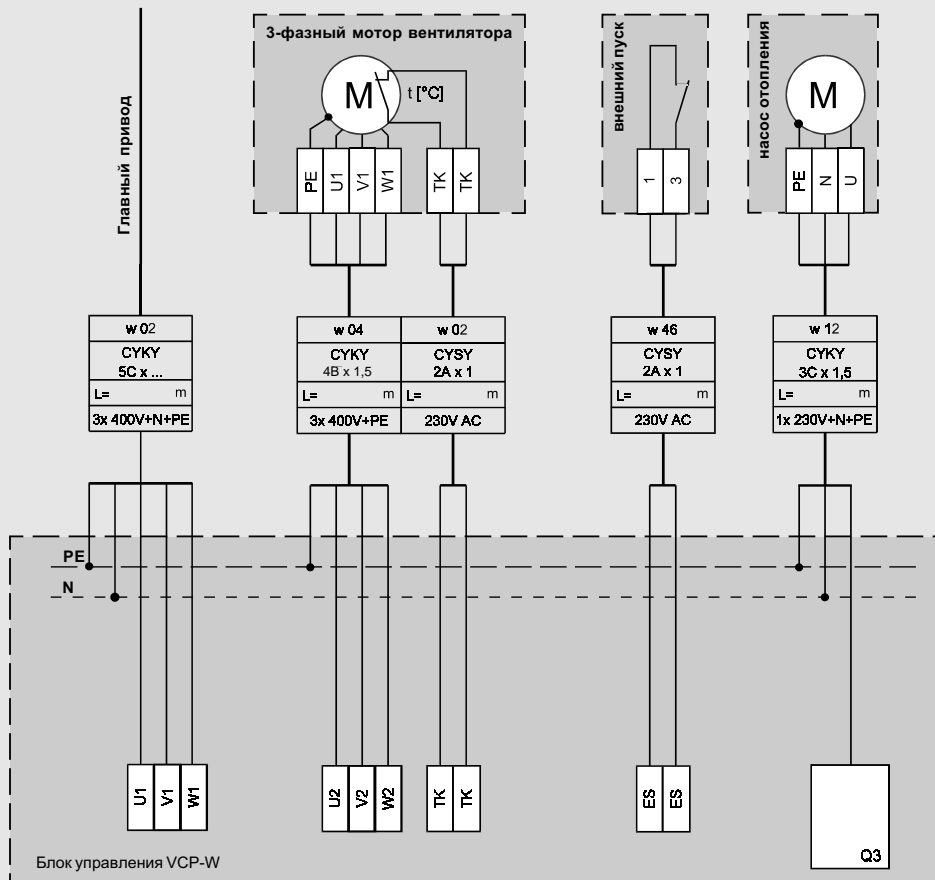 3-фазный мотор вентилятора
M
t [°C]
PE
U1
V1
W1
TK
TK
внешний пуск
1
3
насос отопления
M
PE
N
U
Главный привод
w 02
CYKY
5C x ...
L= m
3x 400V+N+PE
w 04
CYKY
4B x 1,5
L= m
3x 400V+PE
w 02
CYSY
2A x 1
L= m
230V AC
w 46
CYSY
2A x 1
L= m
230V AC
w 12
CYKY
3C x 1,5
L= m
1x 230V+N+PE
PE
N
U1
V1
W1
U2
V2
W2
TK
TK
ES
ES
Q3
Блок управления VCP-W